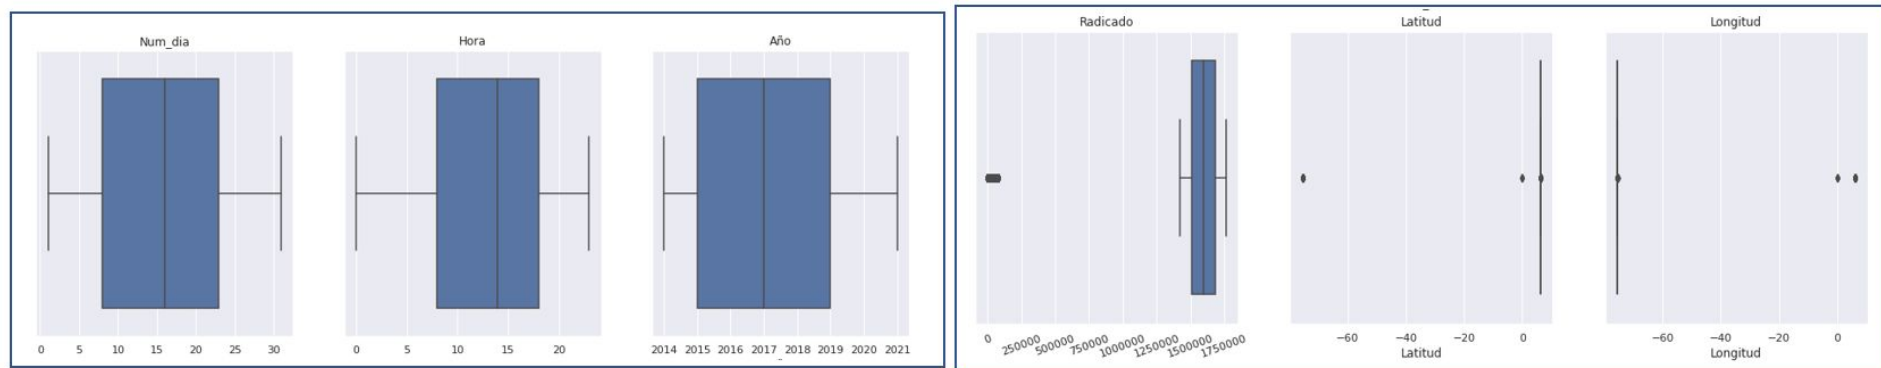 Num_dia
Hora
Año
0 5 10 15 20 25 30
0 5 10 15 20
2014 2015 2016 2017 2018 2019 2020 2021
Radicado
Latitud
Longitud
0 250000 500000 750000 1000000 1250000 1500000 1750000
−60 −40 −20 0
−60 −40 −20 0
Latitud
Longitud